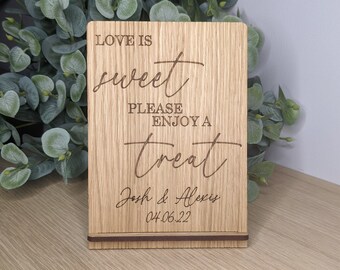 LOVE IS
sweet
PLEASE
ENJOY A
treat
Josh & Alexis
04.06.22